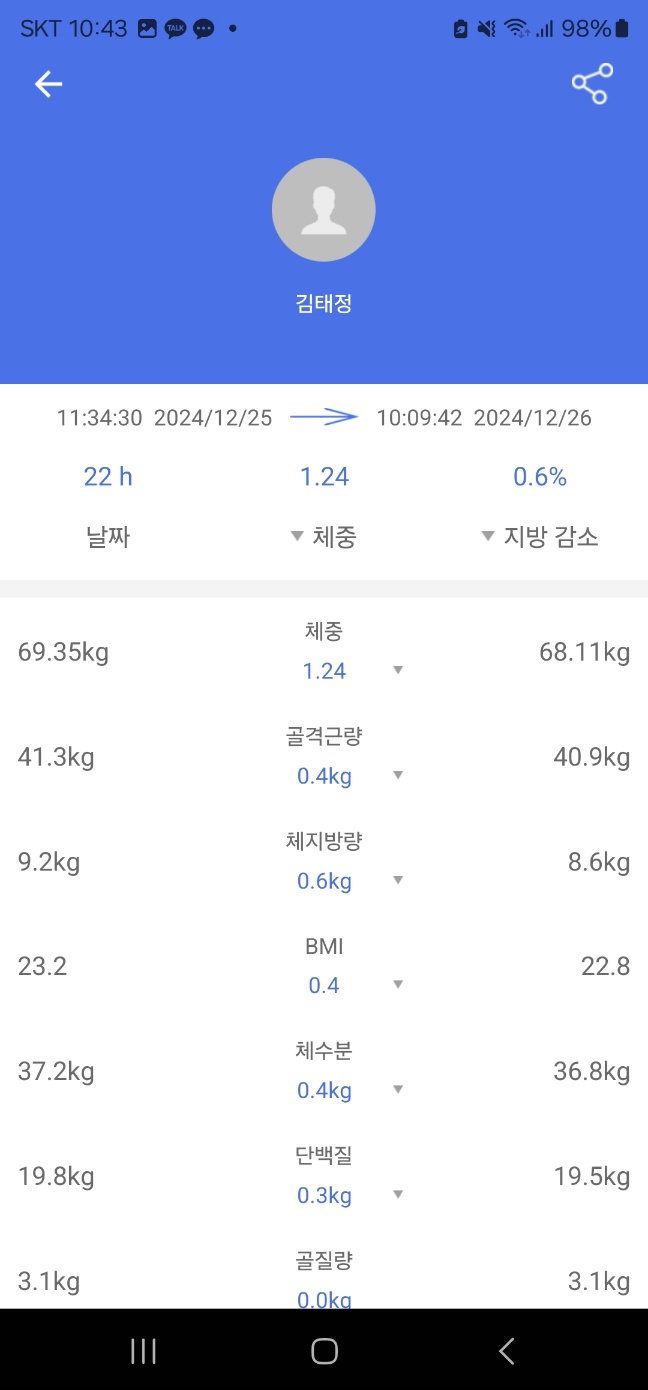 SKT 10:43 TALK 98%
김태정
11:34:30 2024/12/25 10:09:42 2024/12/26
22 h 1.24 0.6%
날짜 체중 지방 감소
체중
69.35kg 68.11kg
1.24
골격근량
41.3kg 40.9kg
0.4kg
체지방량
9.2kg 8.6kg
0.6kg
BMI
23.2 22.8
0.4
체수분
37.2kg 36.8kg
0.4kg
단백질
19.8kg 19.5kg
0.3kg
골질량
3.1kg 3.1kg
0.0kg